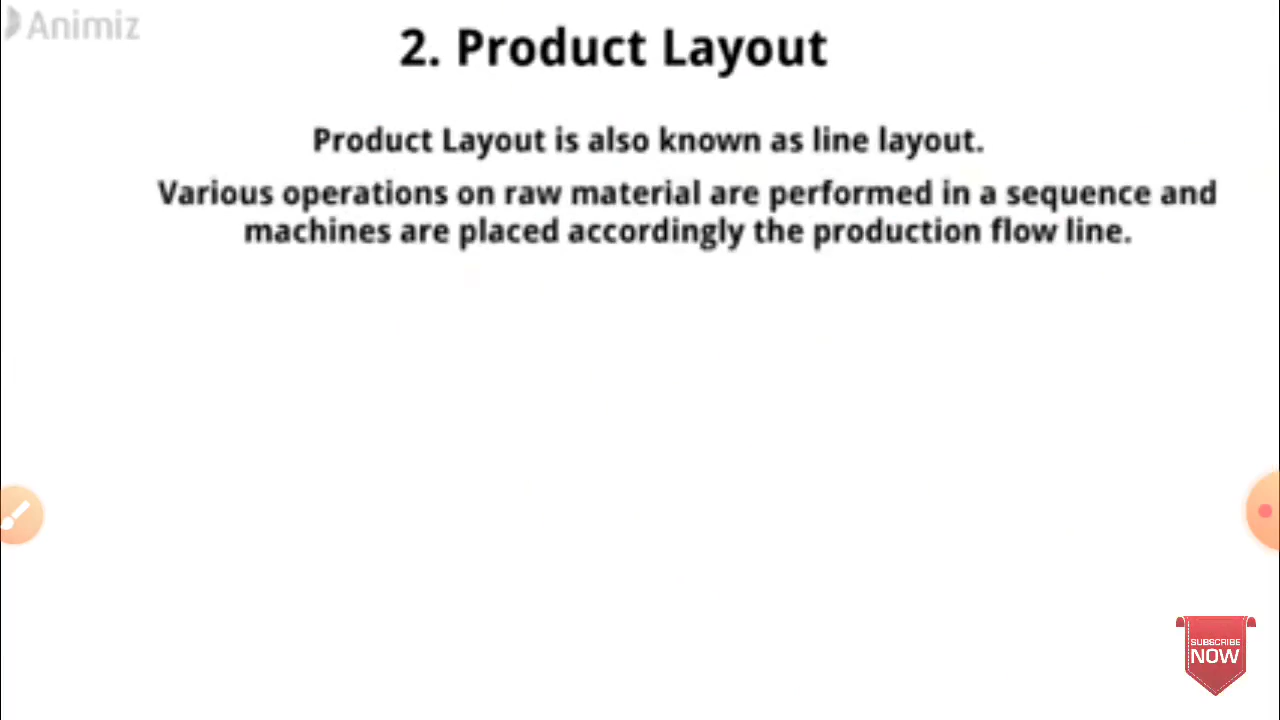 Animiz
2. Product Layout
Product Layout is also known as line layout.
Various operations on raw material are performed in a sequence and
machines are placed accordingly the production flow line.
SUBSCRIBE
NOW